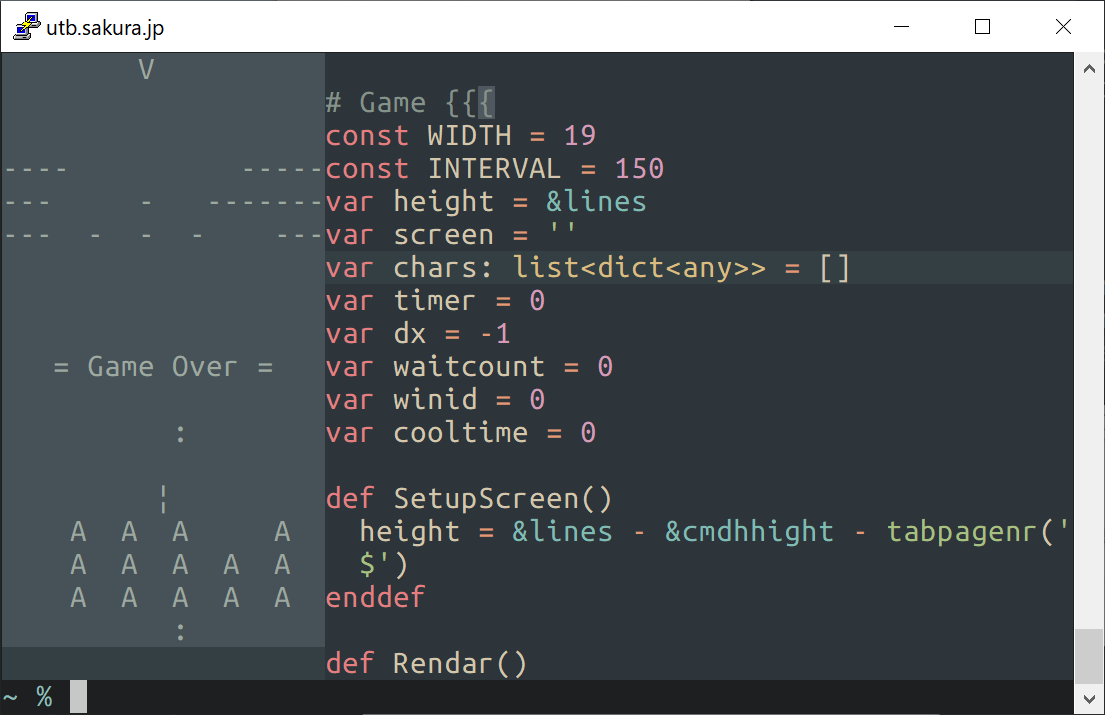 utb.sakura.jp
V
---- -----
--- - -------
--- - - - ---
= Game Over =
:
¦
A A A A
A A A A A
A A A A A
:
# Game {{{
const WIDTH = 19
const INTERVAL = 150
var height = &lines
var screen = ''
var chars: list<dict<any>> = []
var timer = 0
var dx = -1
var waitcount = 0
var winid = 0
var cooltime = 0
def SetupScreen()
height = &lines - &cmdhhight - tabpagenr('
$')
enddef
def Rendar()
~ %